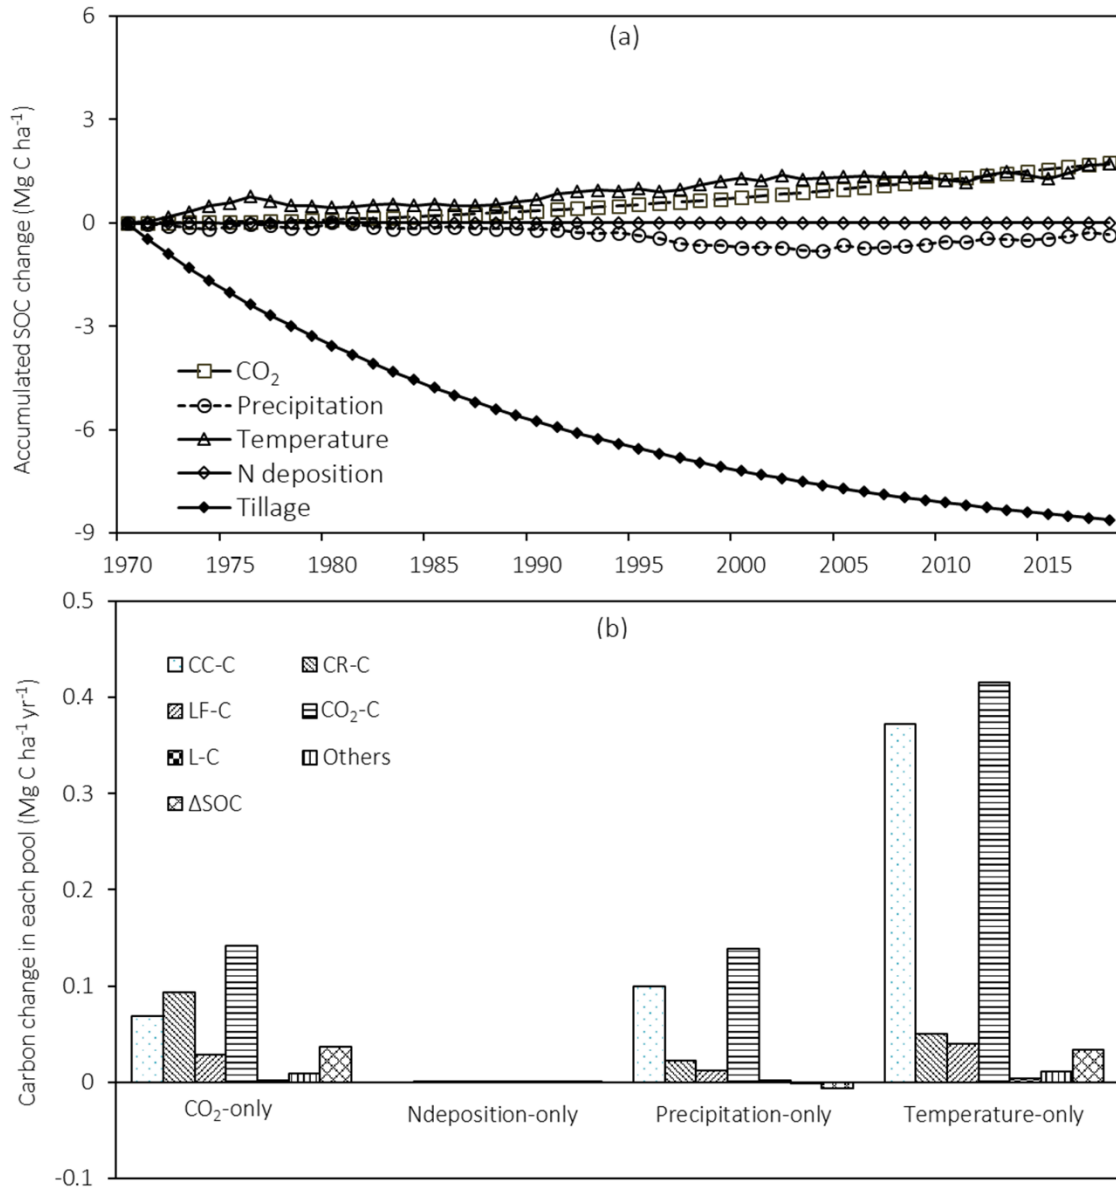 (a)
Accumulated SOC change (Mg C ha⁻¹)
6
3
0
-3
-6
-9
CO₂
Precipitation
Temperature
N deposition
Tillage
1970 1975 1980 1985 1990 1995 2000 2005 2010 2015
(b)
Carbon change in each pool (Mg C ha⁻¹ yr⁻¹)
0.5
0.4
0.3
0.2
0.1
0
-0.1
CC-C CR-C
LF-C CO₂-C
L-C Others
ΔSOC
CO₂-only Ndeposition-only Precipitation-only Temperature-only